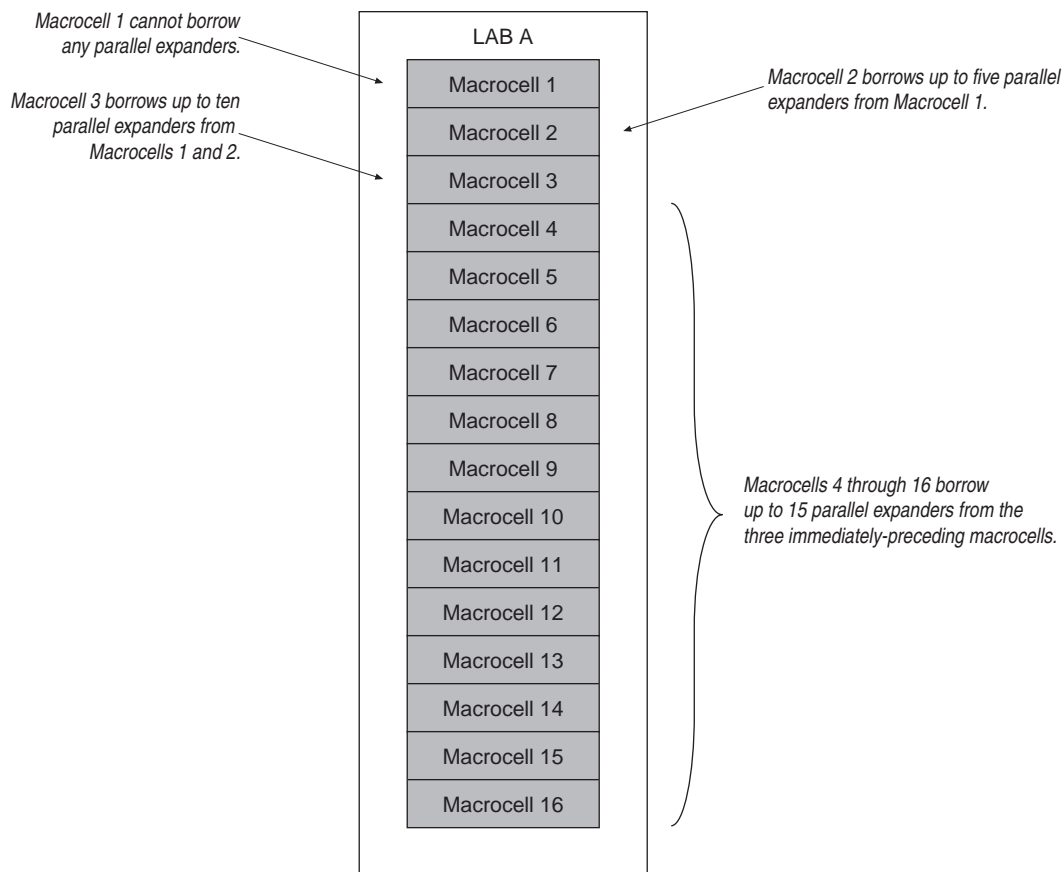 Macrocell 1 cannot borrow
any parallel expanders.
Macrocell 3 borrows up to ten
parallel expanders from
Macrocells 1 and 2.
LAB A
Macrocell 1
Macrocell 2
Macrocell 3
Macrocell 4
Macrocell 5
Macrocell 6
Macrocell 7
Macrocell 8
Macrocell 9
Macrocell 10
Macrocell 11
Macrocell 12
Macrocell 13
Macrocell 14
Macrocell 15
Macrocell 16
Macrocell 2 borrows up to five parallel
expanders from Macrocell 1.
Macrocells 4 through 16 borrow
up to 15 parallel expanders from the
three immediately-preceding macrocells.